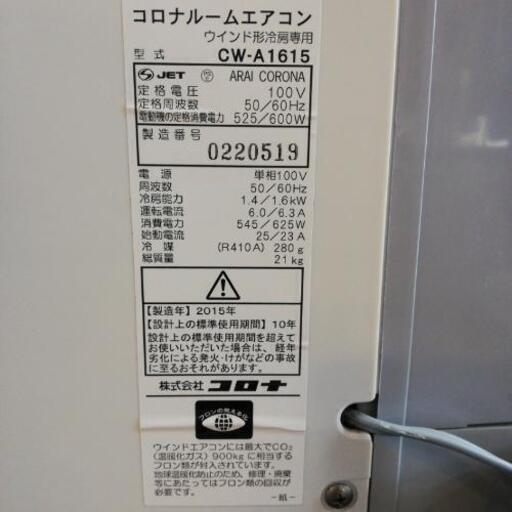 コロナルームエアコン
ウインド形冷房専用
型式 CW-A1615
JET ARAI CORONA
定格電圧 100V
定格周波数 50/60Hz
電動機の定格消費電力 525/600W
製造番号 0220519
電源 単相100V
周波数 50/60Hz
冷房能力 1.4/1.6kW
運転電流 6.0/6.3A
消費電力 545/625W
始動電流 25/23A
冷媒 (R410A) 280g
総質量 21kg
【製造年】2015年
【設計上の標準使用期間】10年
設計上の標準使用期間を超えて
お使いいただいた場合は、経年
劣化による発火・けがなどの事故
に至るおそれがあります。
株式会社コロナ
フロンの見える化
ウインドエアコンには最大でCO₂
(温暖化ガス)900kgに相当する
フロン類が封入されています。
地球温暖化防止のため、修理・廃棄
等にあたってはフロン類の回収が
必要です。
-紙-